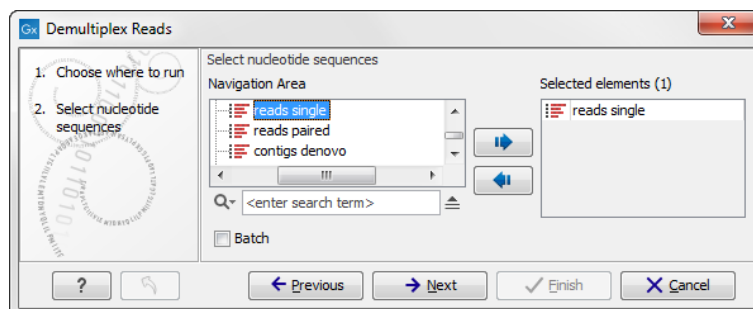 Gx Demultiplex Reads
X
1. Choose where to run
2. Select nucleotide
sequences
Select nucleotide sequences
Navigation Area
reads single
reads paired
contigs denovo
<enter search term>
Batch
Selected elements (1)
reads single
?
Previous
Next
Finish
Cancel